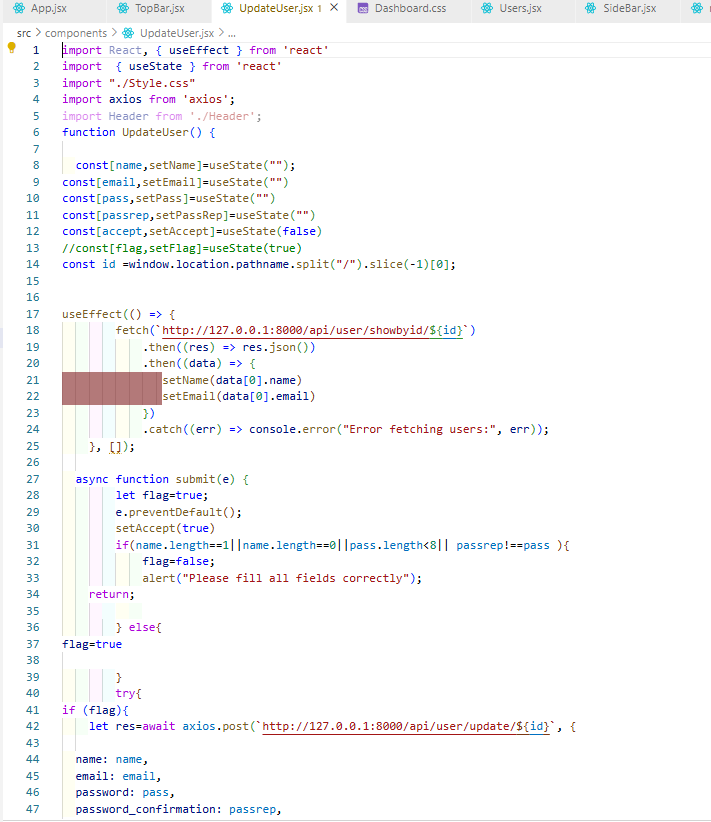 App.jsx TopBar.jsx UpdateUser.jsx 1 × Dashboard.css Users.jsx SideBar.jsx
src > components > UpdateUser.jsx > ...
1 import React, { useEffect } from 'react'
2 import  { useState } from 'react'
3 import "./Style.css"
4 import axios from 'axios';
5 import Header from './Header';
6 function UpdateUser() {
7
8   const[name,setName]=useState("");
9 const[email,setEmail]=useState("")
10 const[pass,setPass]=useState("")
11 const[passrep,setPassRep]=useState("")
12 const[accept,setAccept]=useState(false)
13 //const[flag,setFlag]=useState(true)
14 const id =window.location.pathname.split("/").slice(-1)[0];
15
16
17 useEffect(() => {
18         fetch(`http://127.0.0.1:8000/api/user/showbyid/${id}`)
19             .then((res) => res.json())
20             .then((data) => {
21                setName(data[0].name)
22                setEmail(data[0].email)
23             })
24             .catch((err) => console.error("Error fetching users:", err));
25     }, []);
26
27   async function submit(e) {
28         let flag=true;
29         e.preventDefault();
30         setAccept(true)
31         if(name.length==1||name.length==0||pass.length<8|| passrep!==pass ){
32             flag=false;
33             alert("Please fill all fields correctly");
34     return;
35
36         } else{
37 flag=true
38
39         }
40         try{
41 if (flag){
42     let res=await axios.post(`http://127.0.0.1:8000/api/user/update/${id}`, {
43
44   name: name,
45   email: email,
46   password: pass,
47   password_confirmation: passrep,